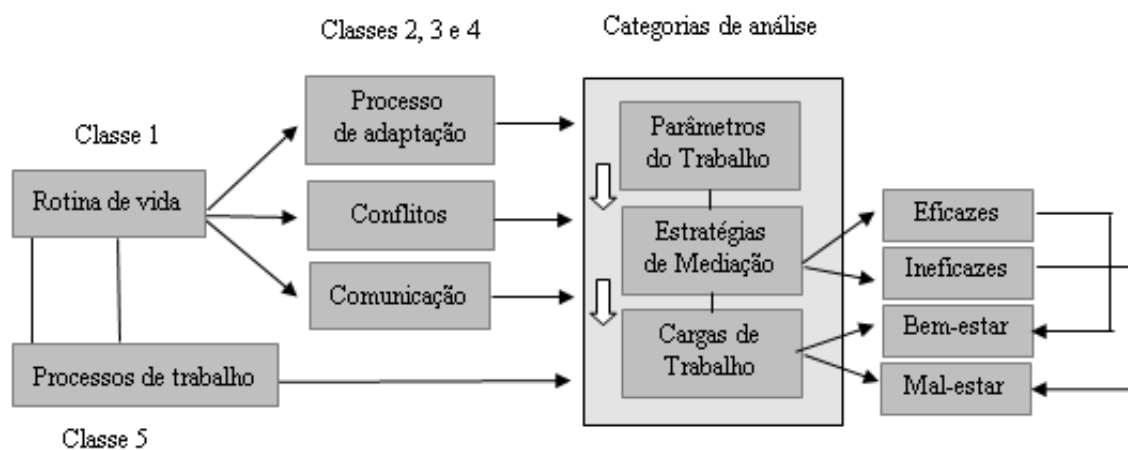 Classes 2, 3 e 4
Categorias de análise
Processo
de adaptação
Parâmetros
do Trabalho
Classe 1
Rotina de vida
Conflitos
Estratégias
de Mediação
Eficazes
Ineficazes
Comunicação
Cargas de
Trabalho
Bem-estar
Mal-estar
Processos de trabalho
Classe 5